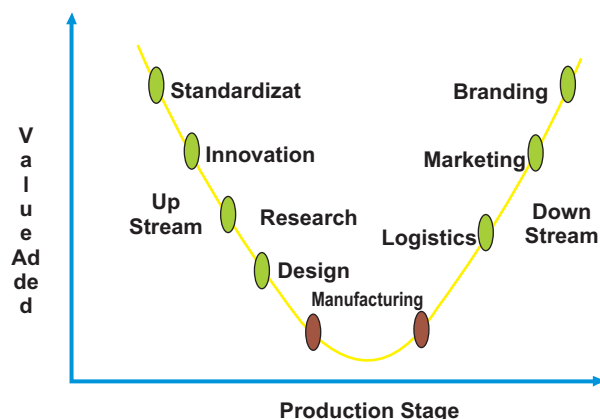 Standardizat
Branding
Innovation
Marketing
Up
Stream
Research
Down
Stream
Logistics
Design
Manufacturing
V
a
l
u
e
Ad
de
d
Production Stage